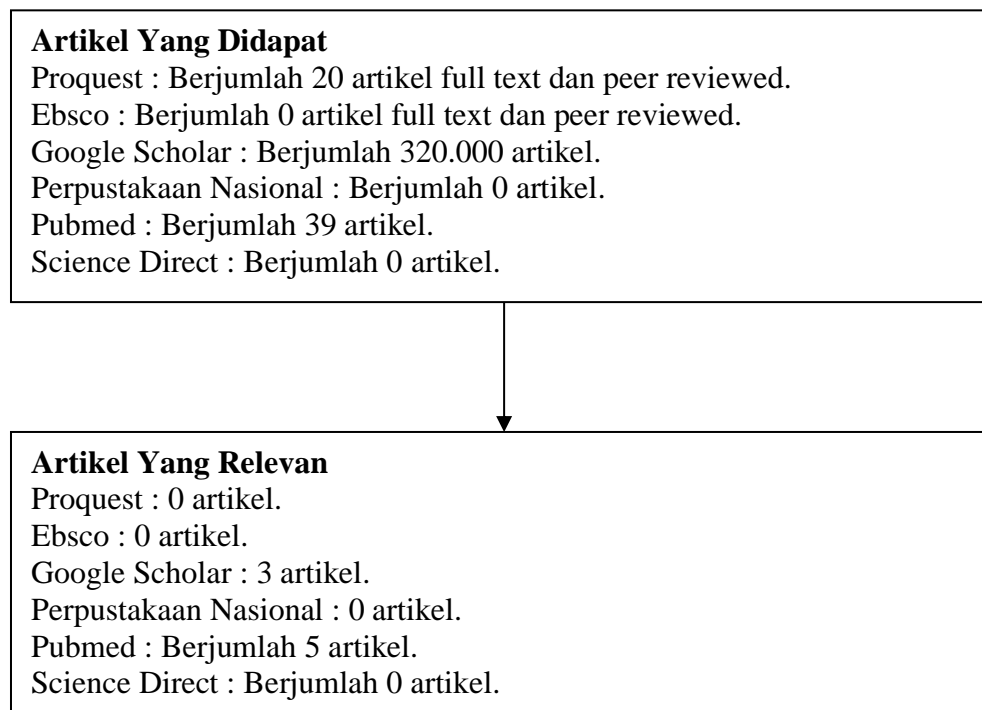 Artikel Yang Didapat
Proquest : Berjumlah 20 artikel full text dan peer reviewed.
Ebsco : Berjumlah 0 artikel full text dan peer reviewed.
Google Scholar : Berjumlah 320.000 artikel.
Perpustakaan Nasional : Berjumlah 0 artikel.
Pubmed : Berjumlah 39 artikel.
Science Direct : Berjumlah 0 artikel.
Artikel Yang Relevan
Proquest : 0 artikel.
Ebsco : 0 artikel.
Google Scholar : 3 artikel.
Perpustakaan Nasional : 0 artikel.
Pubmed : Berjumlah 5 artikel.
Science Direct : Berjumlah 0 artikel.